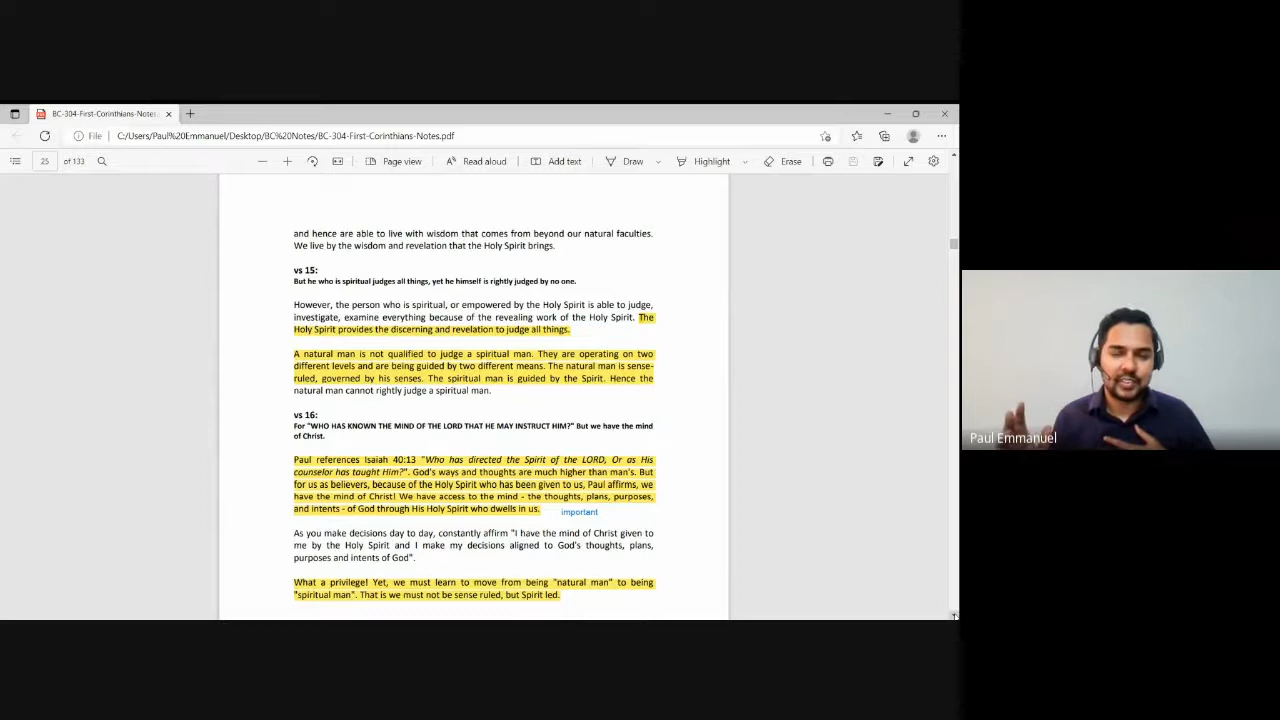 BC-304-First-Corinthians-Notes.
File C:/Users/Paul%20Emmanuel/Desktop/BC%20Notes/BC-304-First-Corinthians-Notes.pdf
25 of 133 Page view Read aloud Add text Draw Highlight Erase
and hence are able to live with wisdom that comes from beyond our natural faculties.
We live by the wisdom and revelation that the Holy Spirit brings.
vs 15:
But he who is spiritual judges all things, yet he himself is rightly judged by no one.
However, the person who is spiritual, or empowered by the Holy Spirit is able to judge,
investigate, examine everything because of the revealing work of the Holy Spirit. The
Holy Spirit provides the discerning and revelation to judge all things.
A natural man is not qualified to judge a spiritual man. They are operating on two
different levels and are being guided by two different means. The natural man is sense-
ruled, governed by his senses. The spiritual man is guided by the Spirit. Hence the
natural man cannot rightly judge a spiritual man.
vs 16:
For "WHO HAS KNOWN THE MIND OF THE LORD THAT HE MAY INSTRUCT HIM?" But we have the mind
of Christ.
Paul references Isaiah 40:13 "Who has directed the Spirit of the LORD, Or as His
counselor has taught Him?". God's ways and thoughts are much higher than man's. But
for us as believers, because of the Holy Spirit who has been given to us, Paul affirms, we
have the mind of Christ! We have access to the mind - the thoughts, plans, purposes,
and intents - of God through His Holy Spirit who dwells in us.
important
As you make decisions day to day, constantly affirm "I have the mind of Christ given to
me by the Holy Spirit and I make my decisions aligned to God's thoughts, plans,
purposes and intents of God".
What a privilege! Yet, we must learn to move from being "natural man" to being
"spiritual man". That is we must not be sense ruled, but Spirit led.
Paul Emmanuel